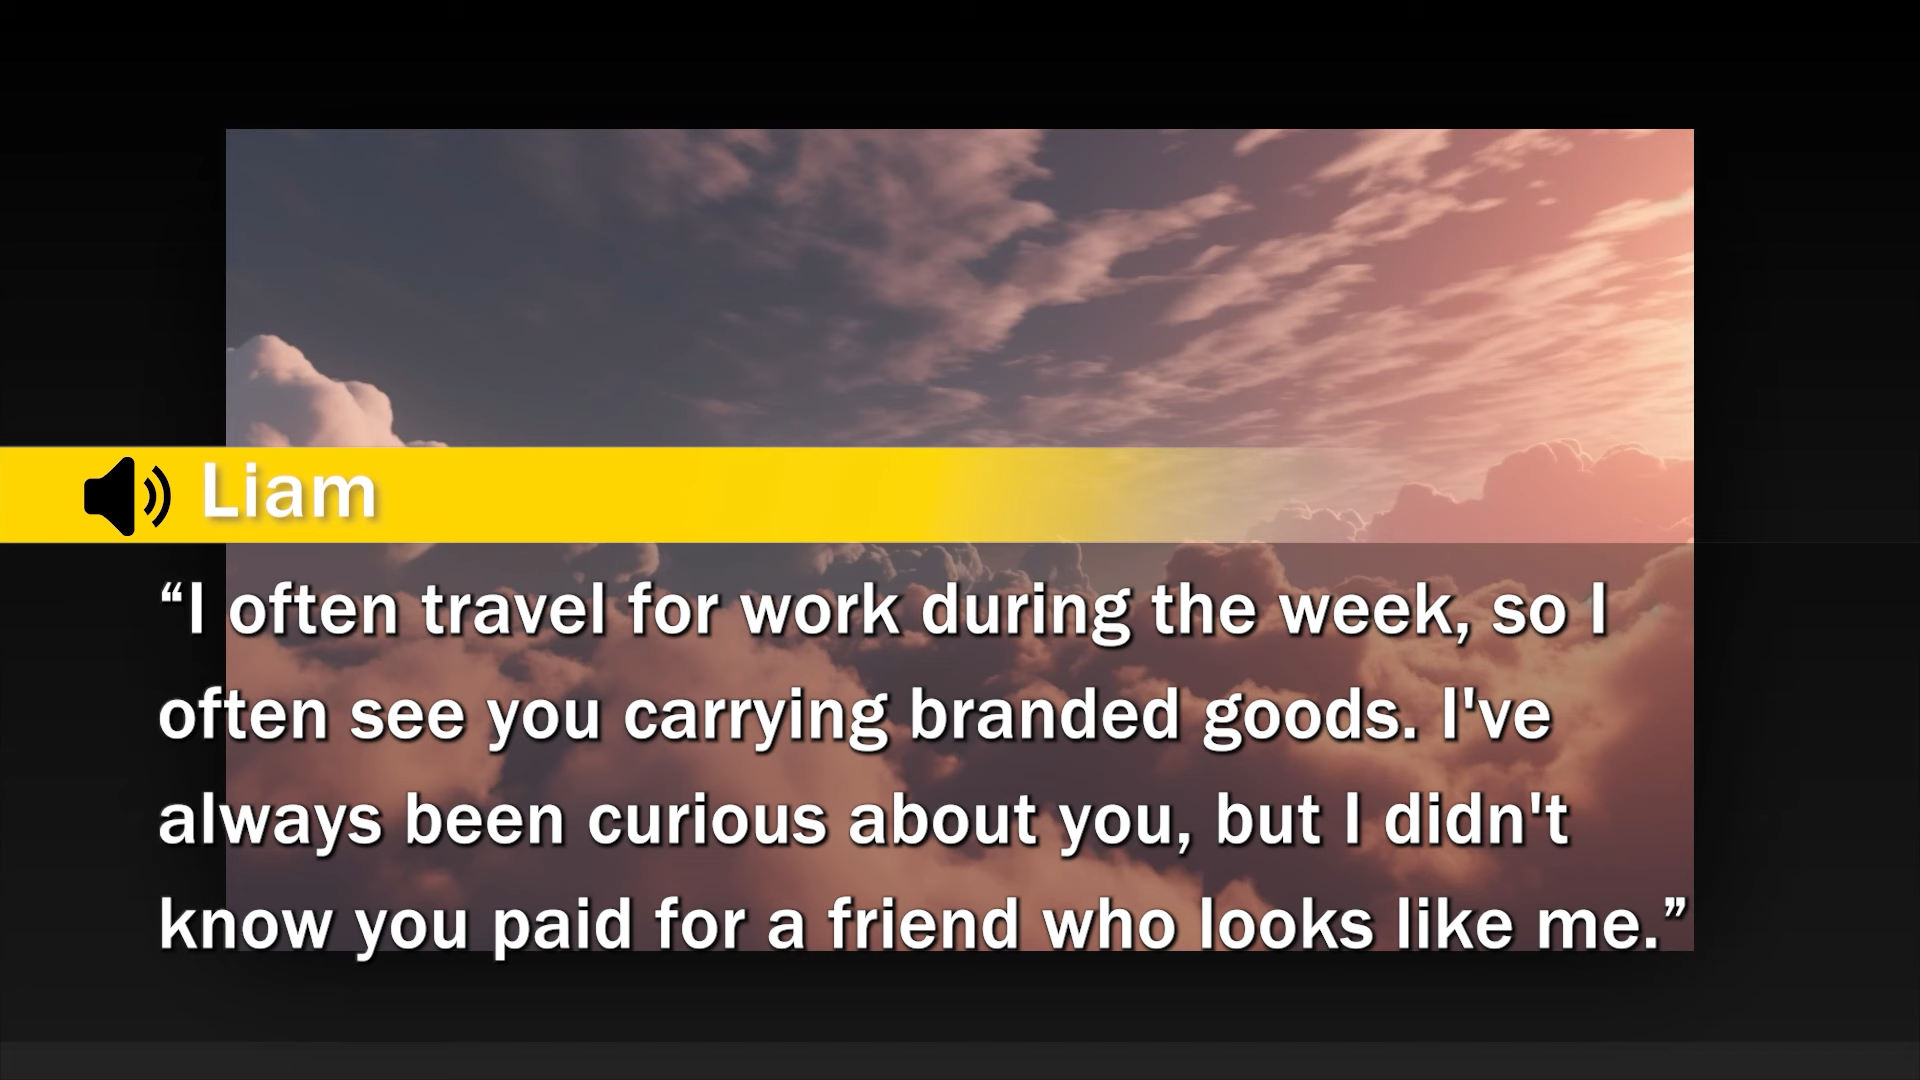 Liam
“I often travel for work during the week, so I
often see you carrying branded goods. I've
always been curious about you, but I didn't
know you paid for a friend who looks like me.”